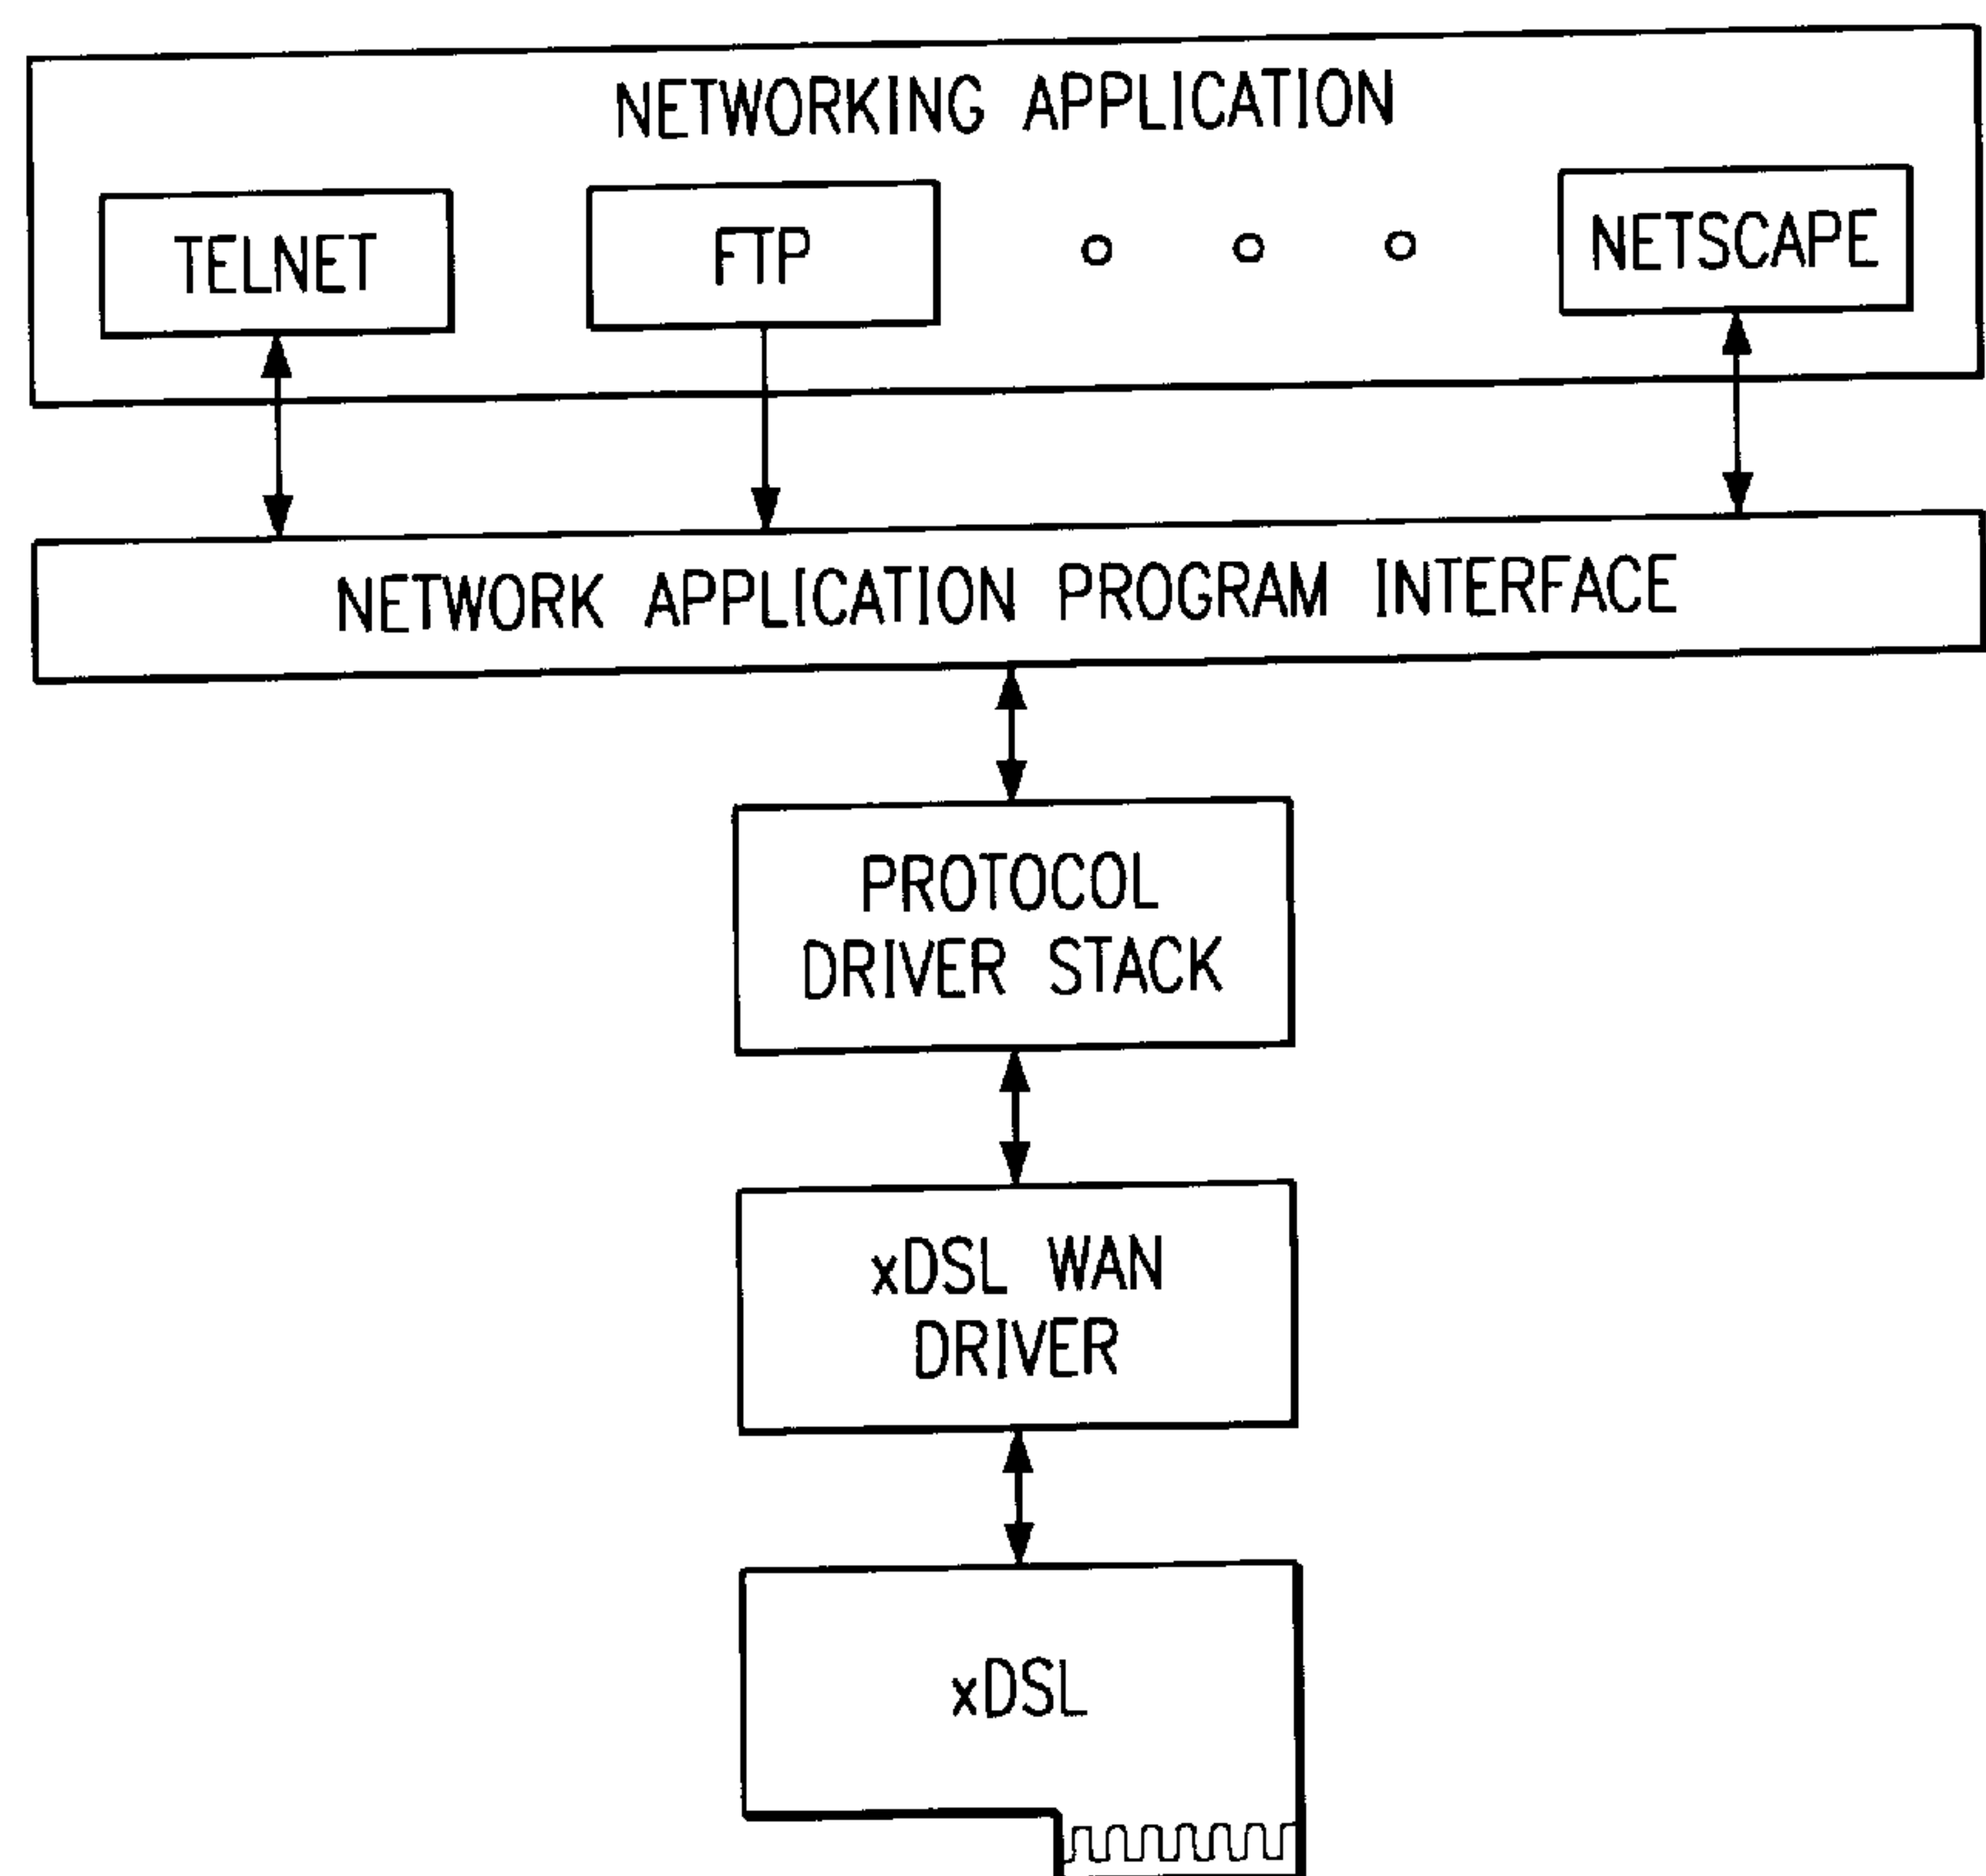 NETWORKING APPLICATION
TELNET
FTP
NETSCAPE
NETWORK APPLICATION PROGRAM INTERFACE
PROTOCOL
DRIVER STACK
xDSL WAN
DRIVER
xDSL